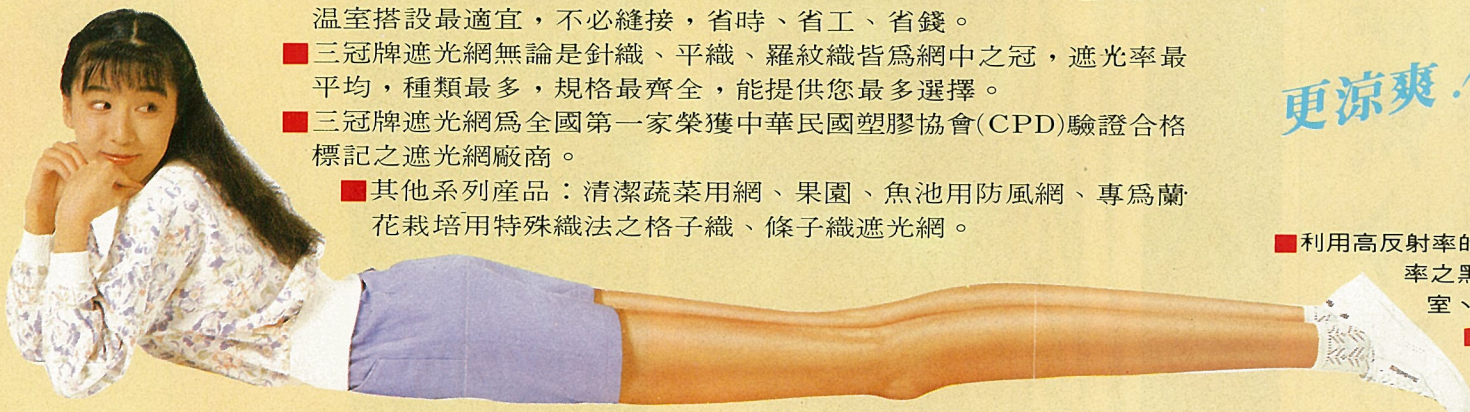 温室搭設最適宜，不必縫接，省時、省工、省錢。
■三冠牌遮光網無論是針織、平織、羅紋織皆爲網中之冠，遮光率最
平均，種類最多，規格最齊全，能提供您最多選擇。
■三冠牌遮光網爲全國第一家榮獲中華民國塑膠協會(CPD)驗證合格
標記之遮光網廠商。
■其他系列産品：清潔蔬菜用網、果園、魚池用防風網、專爲蘭
花栽培用特殊織法之格子織、條子織遮光網。
更涼爽
■利用高反射率的
率之黑
室、